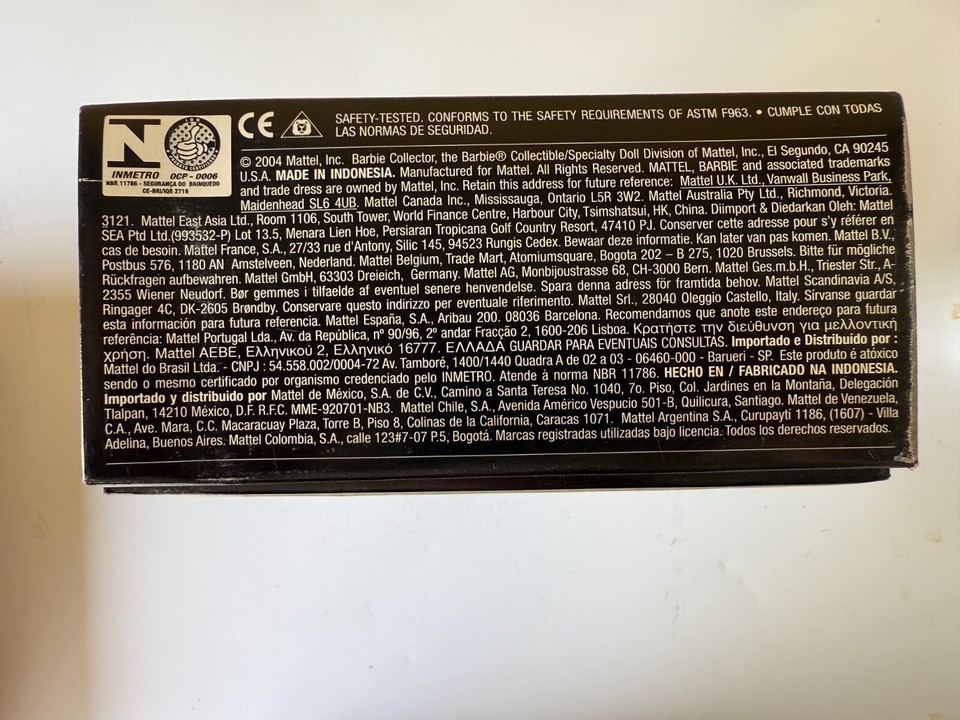 N
INMETRO OCP - 0006
NBR 11786 - SEGURANÇA DO BRINQUEDO
CE-BRI/IQB 2719
CE SAFETY-TESTED. CONFORMS TO THE SAFETY REQUIREMENTS OF ASTM F963. • CUMPLE CON TODAS
LAS NORMAS DE SEGURIDAD.
© 2004 Mattel, Inc. Barbie Collector, the Barbie® Collectible/Specialty Doll Division of Mattel, Inc., El Segundo, CA 90245
U.S.A. MADE IN INDONESIA. Manufactured for Mattel. All Rights Reserved. MATTEL, BARBIE and associated trademarks
and trade dress are owned by Mattel, Inc. Retain this address for future reference: Mattel U.K. Ltd., Vanwall Business Park,
Maidenhead SL6 4UB. Mattel Canada Inc., Mississauga, Ontario L5R 3W2. Mattel Australia Pty Ltd., Richmond, Victoria.
3121. Mattel East Asia Ltd., Room 1106, South Tower, World Finance Centre, Harbour City, Tsimshatsui, HK, China. Diimport & Diedarkan Oleh: Mattel
SEA Ptd Ltd.(993532-P) Lot 13.5, Menara Lien Hoe, Persiaran Tropicana Golf Country Resort, 47410 PJ. Conserver cette adresse pour s'y référer en
cas de besoin. Mattel France, S.A., 27/33 rue d'Antony, Silic 145, 94523 Rungis Cedex. Bewaar deze informatie. Kan later van pas komen. Mattel B.V.,
Postbus 576, 1180 AN Amstelveen, Nederland. Mattel Belgium, Trade Mart, Atomiumsquare, Bogota 202 – B 275, 1020 Brussels. Bitte für mögliche
Rückfragen aufbewahren. Mattel GmbH, 63303 Dreieich, Germany. Mattel AG, Monbijoustrasse 68, CH-3000 Bern. Mattel Ges.m.b.H., Triester Str., A-
2355 Wiener Neudorf. Bør gemmes i tilfælde af eventuel senere henvendelse. Spara denna adress för framtida behov. Mattel Scandinavia A/S,
Ringager 4C, DK-2605 Brøndby. Conservare questo indirizzo per eventuale riferimento. Mattel Srl., 28040 Oleggio Castello, Italy. Sírvanse guardar
esta información para futura referencia. Mattel España, S.A., Aribau 200. 08036 Barcelona. Recomendamos que anote este endereço para futura
referência: Mattel Portugal Lda., Av. da República, nº 90/96, 2º andar Fracção 2, 1600-206 Lisboa. Κρατήστε την διεύθυνση για μελλοντική
χρήση. Mattel AEBE, Ελληνικού 2, Ελληνικό 16777. ΕΛΛΑΔΑ GUARDAR PARA EVENTUAIS CONSULTAS. Importado e Distribuído por :
Mattel do Brasil Ltda. - CNPJ : 54.558.002/0004-72 Av. Tamboré, 1400/1440 Quadra A de 02 a 03 - 06460-000 - Barueri - SP. Este produto é atóxico
sendo o mesmo certificado por organismo credenciado pelo INMETRO. Atende à norma NBR 11786. HECHO EN / FABRICADO NA INDONESIA.
Importado y distribuido por Mattel de México, S.A. de C.V., Camino a Santa Teresa No. 1040, 7o. Piso, Col. Jardines en la Montaña, Delegación
Tlalpan, 14210 México, D.F. R.F.C. MME-920701-NB3. Mattel Chile, S.A., Avenida Américo Vespucio 501-B, Quilicura, Santiago. Mattel de Venezuela,
C.A., Ave. Mara, C.C. Macaracuay Plaza, Torre B, Piso 8, Colinas de la California, Caracas 1071. Mattel Argentina S.A., Curupaytí 1186, (1607) - Villa
Adelina, Buenos Aires. Mattel Colombia, S.A., calle 123#7-07 P.5, Bogotá. Marcas registradas utilizadas bajo licencia. Todos los derechos reservados.